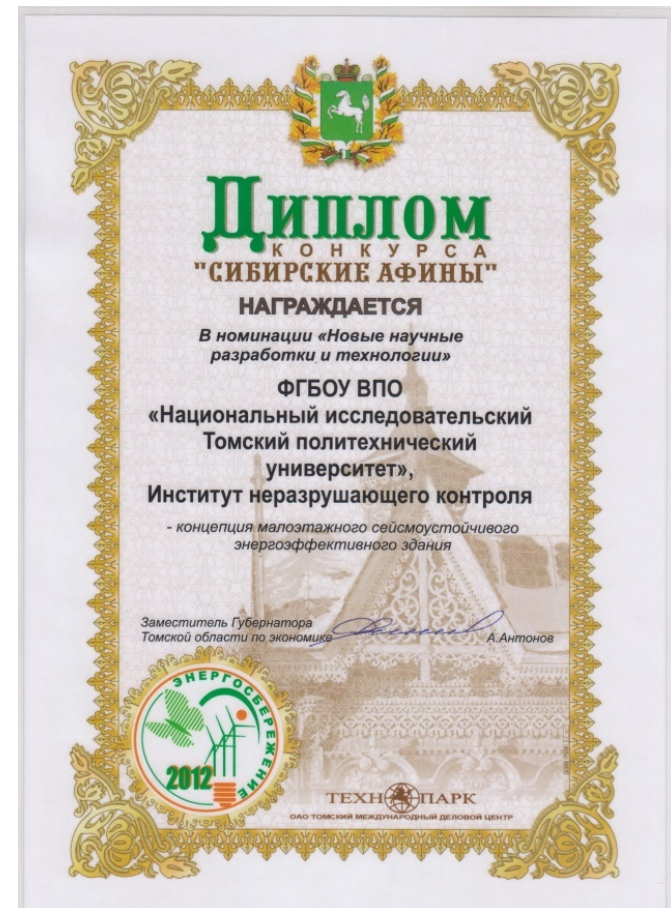 Диплом
КОНКУРСА
"СИБИРСКИЕ АФИНЫ"
НАГРАЖДАЕТСЯ
В номинации «Новые научные
разработки и технологии»
ФГБОУ ВПО
«Национальный исследовательский
Томский политехнический
университет»,
Институт неразрушающего контроля
- концепция малоэтажного сейсмоустойчивого
энергоэффективного здания
Заместитель Губернатора
Томской области по экономике
А.Антонов
ЭНЕРГОСБЕРЕЖЕНИЕ
2012
ТЕХНОПАРК
ОАО ТОМСКИЙ МЕЖДУНАРОДНЫЙ ДЕЛОВОЙ ЦЕНТР